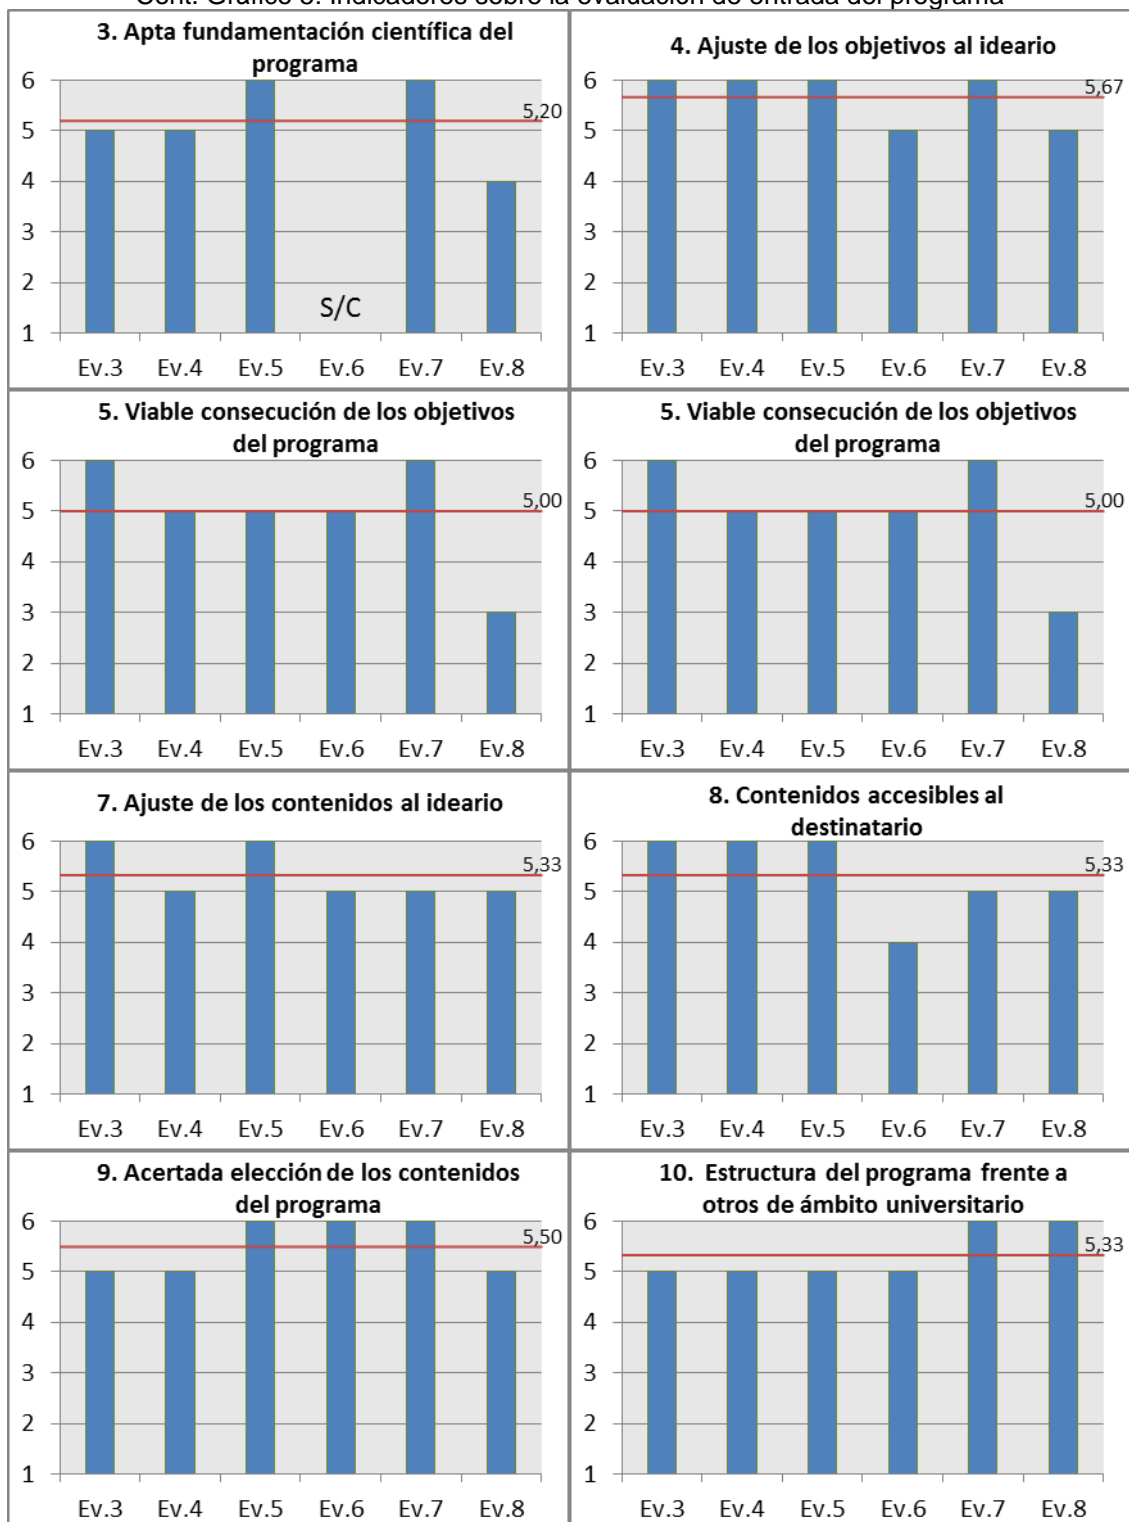 Cont. Gráfico 3. Indicadores sobre la evaluación de entrada del programa
3. Apta fundamentación científica del
programa
6
5
4
3
2
1
5,20
S/C
Ev.3 Ev.4 Ev.5 Ev.6 Ev.7 Ev.8
4. Ajuste de los objetivos al ideario
6
5
4
3
2
1
5,67
Ev.3 Ev.4 Ev.5 Ev.6 Ev.7 Ev.8
5. Viable consecución de los objetivos
del programa
6
5
4
3
2
1
5,00
Ev.3 Ev.4 Ev.5 Ev.6 Ev.7 Ev.8
5. Viable consecución de los objetivos
del programa
6
5
4
3
2
1
5,00
Ev.3 Ev.4 Ev.5 Ev.6 Ev.7 Ev.8
7. Ajuste de los contenidos al ideario
6
5
4
3
2
1
5,33
Ev.3 Ev.4 Ev.5 Ev.6 Ev.7 Ev.8
8. Contenidos accesibles al
destinatario
6
5
4
3
2
1
5,33
Ev.3 Ev.4 Ev.5 Ev.6 Ev.7 Ev.8
9. Acertada elección de los contenidos
del programa
6
5
4
3
2
1
5,50
Ev.3 Ev.4 Ev.5 Ev.6 Ev.7 Ev.8
10. Estructura del programa frente a
otros de ámbito universitario
6
5
4
3
2
1
5,33
Ev.3 Ev.4 Ev.5 Ev.6 Ev.7 Ev.8